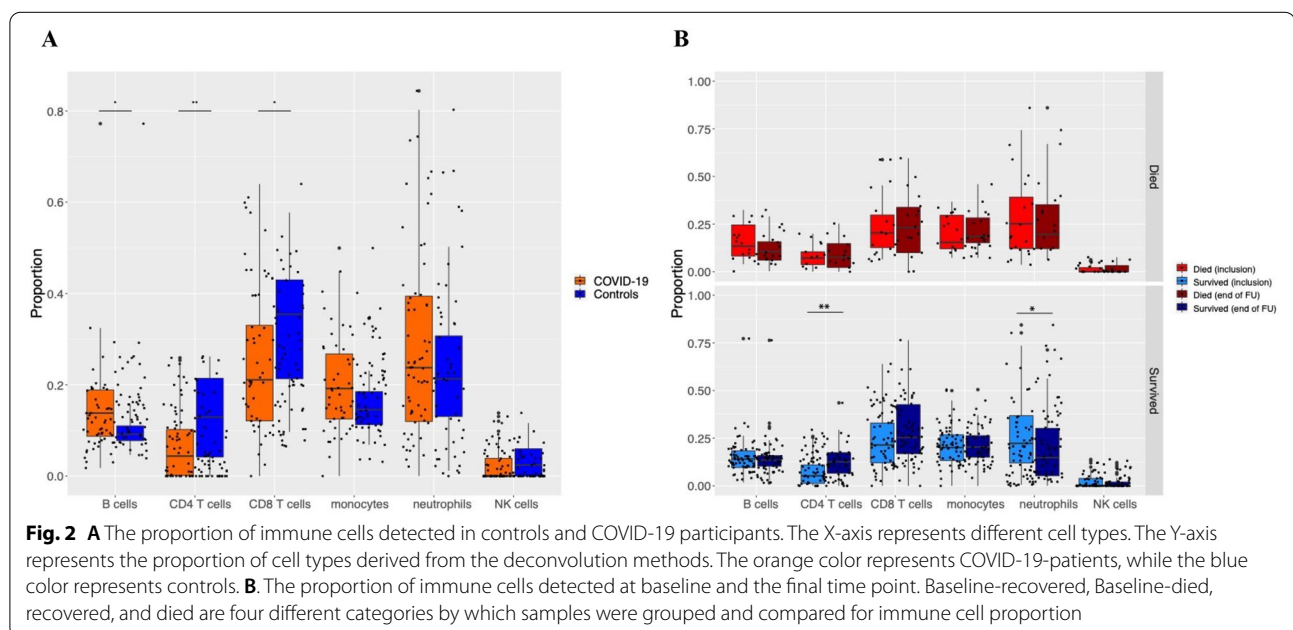 A
B
0.8
0.6
0.4
0.2
0.0
Proportion
B cells
CD4 T cells
CD8 T cells
monocytes
neutrophils
NK cells
COVID-19
Controls
1.00
0.75
0.50
0.25
0.00
Died
1.00
0.75
0.50
0.25
0.00
Survived
**
*
Proportion
B cells
CD4 T cells
CD8 T cells
monocytes
neutrophils
NK cells
Died (inclusion)
Survived (inclusion)
Died (end of FU)
Survived (end of FU)
Fig. 2 A The proportion of immune cells detected in controls and COVID-19 participants. The X-axis represents different cell types. The Y-axis
represents the proportion of cell types derived from the deconvolution methods. The orange color represents COVID-19-patients, while the blue
color represents controls. B. The proportion of immune cells detected at baseline and the final time point. Baseline-recovered, Baseline-died,
recovered, and died are four different categories by which samples were grouped and compared for immune cell proportion